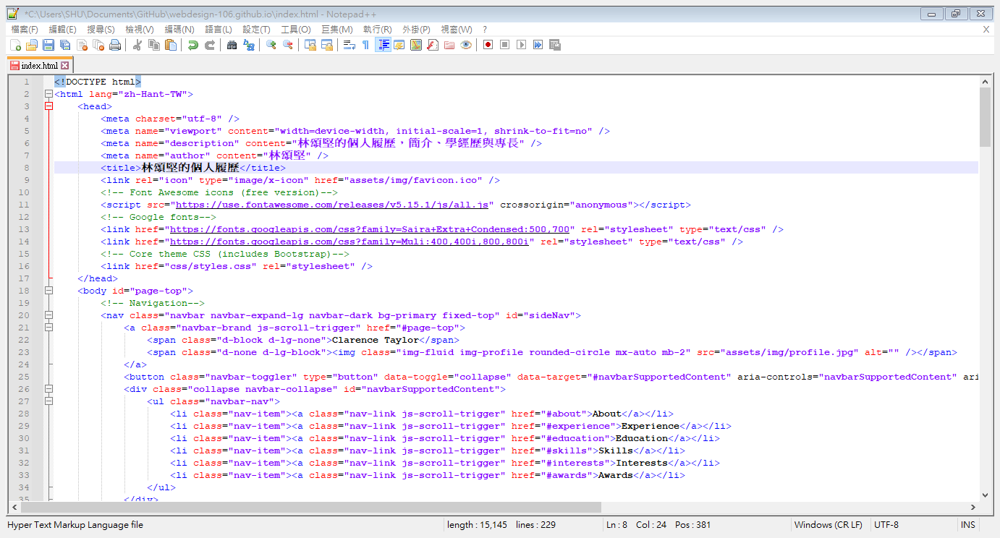 *C:\Users\SHU\Documents\GitHub\webdesign-106.github.io\index.html - Notepad++
檔案(F) 編輯(E) 搜尋(S) 檢視(V) 編碼(N) 語言(L) 設定(T) 工具(O) 巨集(M) 執行(R) 外掛(P) 視窗(W) ? X
index.html
1 <!DOCTYPE html>
2 <html lang="zh-Hant-TW">
3 <head>
4 <meta charset="utf-8" />
5 <meta name="viewport" content="width=device-width, initial-scale=1, shrink-to-fit=no" />
6 <meta name="description" content="林頌堅的個人履歷，簡介、學經歷與專長" />
7 <meta name="author" content="林頌堅" />
8 <title>林頌堅的個人履歷</title>
9 <link rel="icon" type="image/x-icon" href="assets/img/favicon.ico" />
10 <!-- Font Awesome icons (free version)-->
11 <script src="https://use.fontawesome.com/releases/v5.15.1/js/all.js" crossorigin="anonymous"></script>
12 <!-- Google fonts-->
13 <link href="https://fonts.googleapis.com/css?family=Saira+Extra+Condensed:500,700" rel="stylesheet" type="text/css" />
14 <link href="https://fonts.googleapis.com/css?family=Muli:400,400i,800,800i" rel="stylesheet" type="text/css" />
15 <!-- Core theme CSS (includes Bootstrap)-->
16 <link href="css/styles.css" rel="stylesheet" />
17 </head>
18 <body id="page-top">
19 <!-- Navigation-->
20 <nav class="navbar navbar-expand-lg navbar-dark bg-primary fixed-top" id="sideNav">
21 <a class="navbar-brand js-scroll-trigger" href="#page-top">
22 <span class="d-block d-lg-none">Clarence Taylor</span>
23 <span class="d-none d-lg-block"><img class="img-fluid img-profile rounded-circle mx-auto mb-2" src="assets/img/profile.jpg" alt="" /></span>
24 </a>
25 <button class="navbar-toggler" type="button" data-toggle="collapse" data-target="#navbarSupportedContent" aria-controls="navbarSupportedContent" ari
26 <div class="collapse navbar-collapse" id="navbarSupportedContent">
27 <ul class="navbar-nav">
28 <li class="nav-item"><a class="nav-link js-scroll-trigger" href="#about">About</a></li>
29 <li class="nav-item"><a class="nav-link js-scroll-trigger" href="#experience">Experience</a></li>
30 <li class="nav-item"><a class="nav-link js-scroll-trigger" href="#education">Education</a></li>
31 <li class="nav-item"><a class="nav-link js-scroll-trigger" href="#skills">Skills</a></li>
32 <li class="nav-item"><a class="nav-link js-scroll-trigger" href="#interests">Interests</a></li>
33 <li class="nav-item"><a class="nav-link js-scroll-trigger" href="#awards">Awards</a></li>
34 </ul>
35 </div>
Hyper Text Markup Language file length : 15,145 lines : 229 Ln : 8 Col : 24 Pos : 381 Windows (CR LF) UTF-8 INS